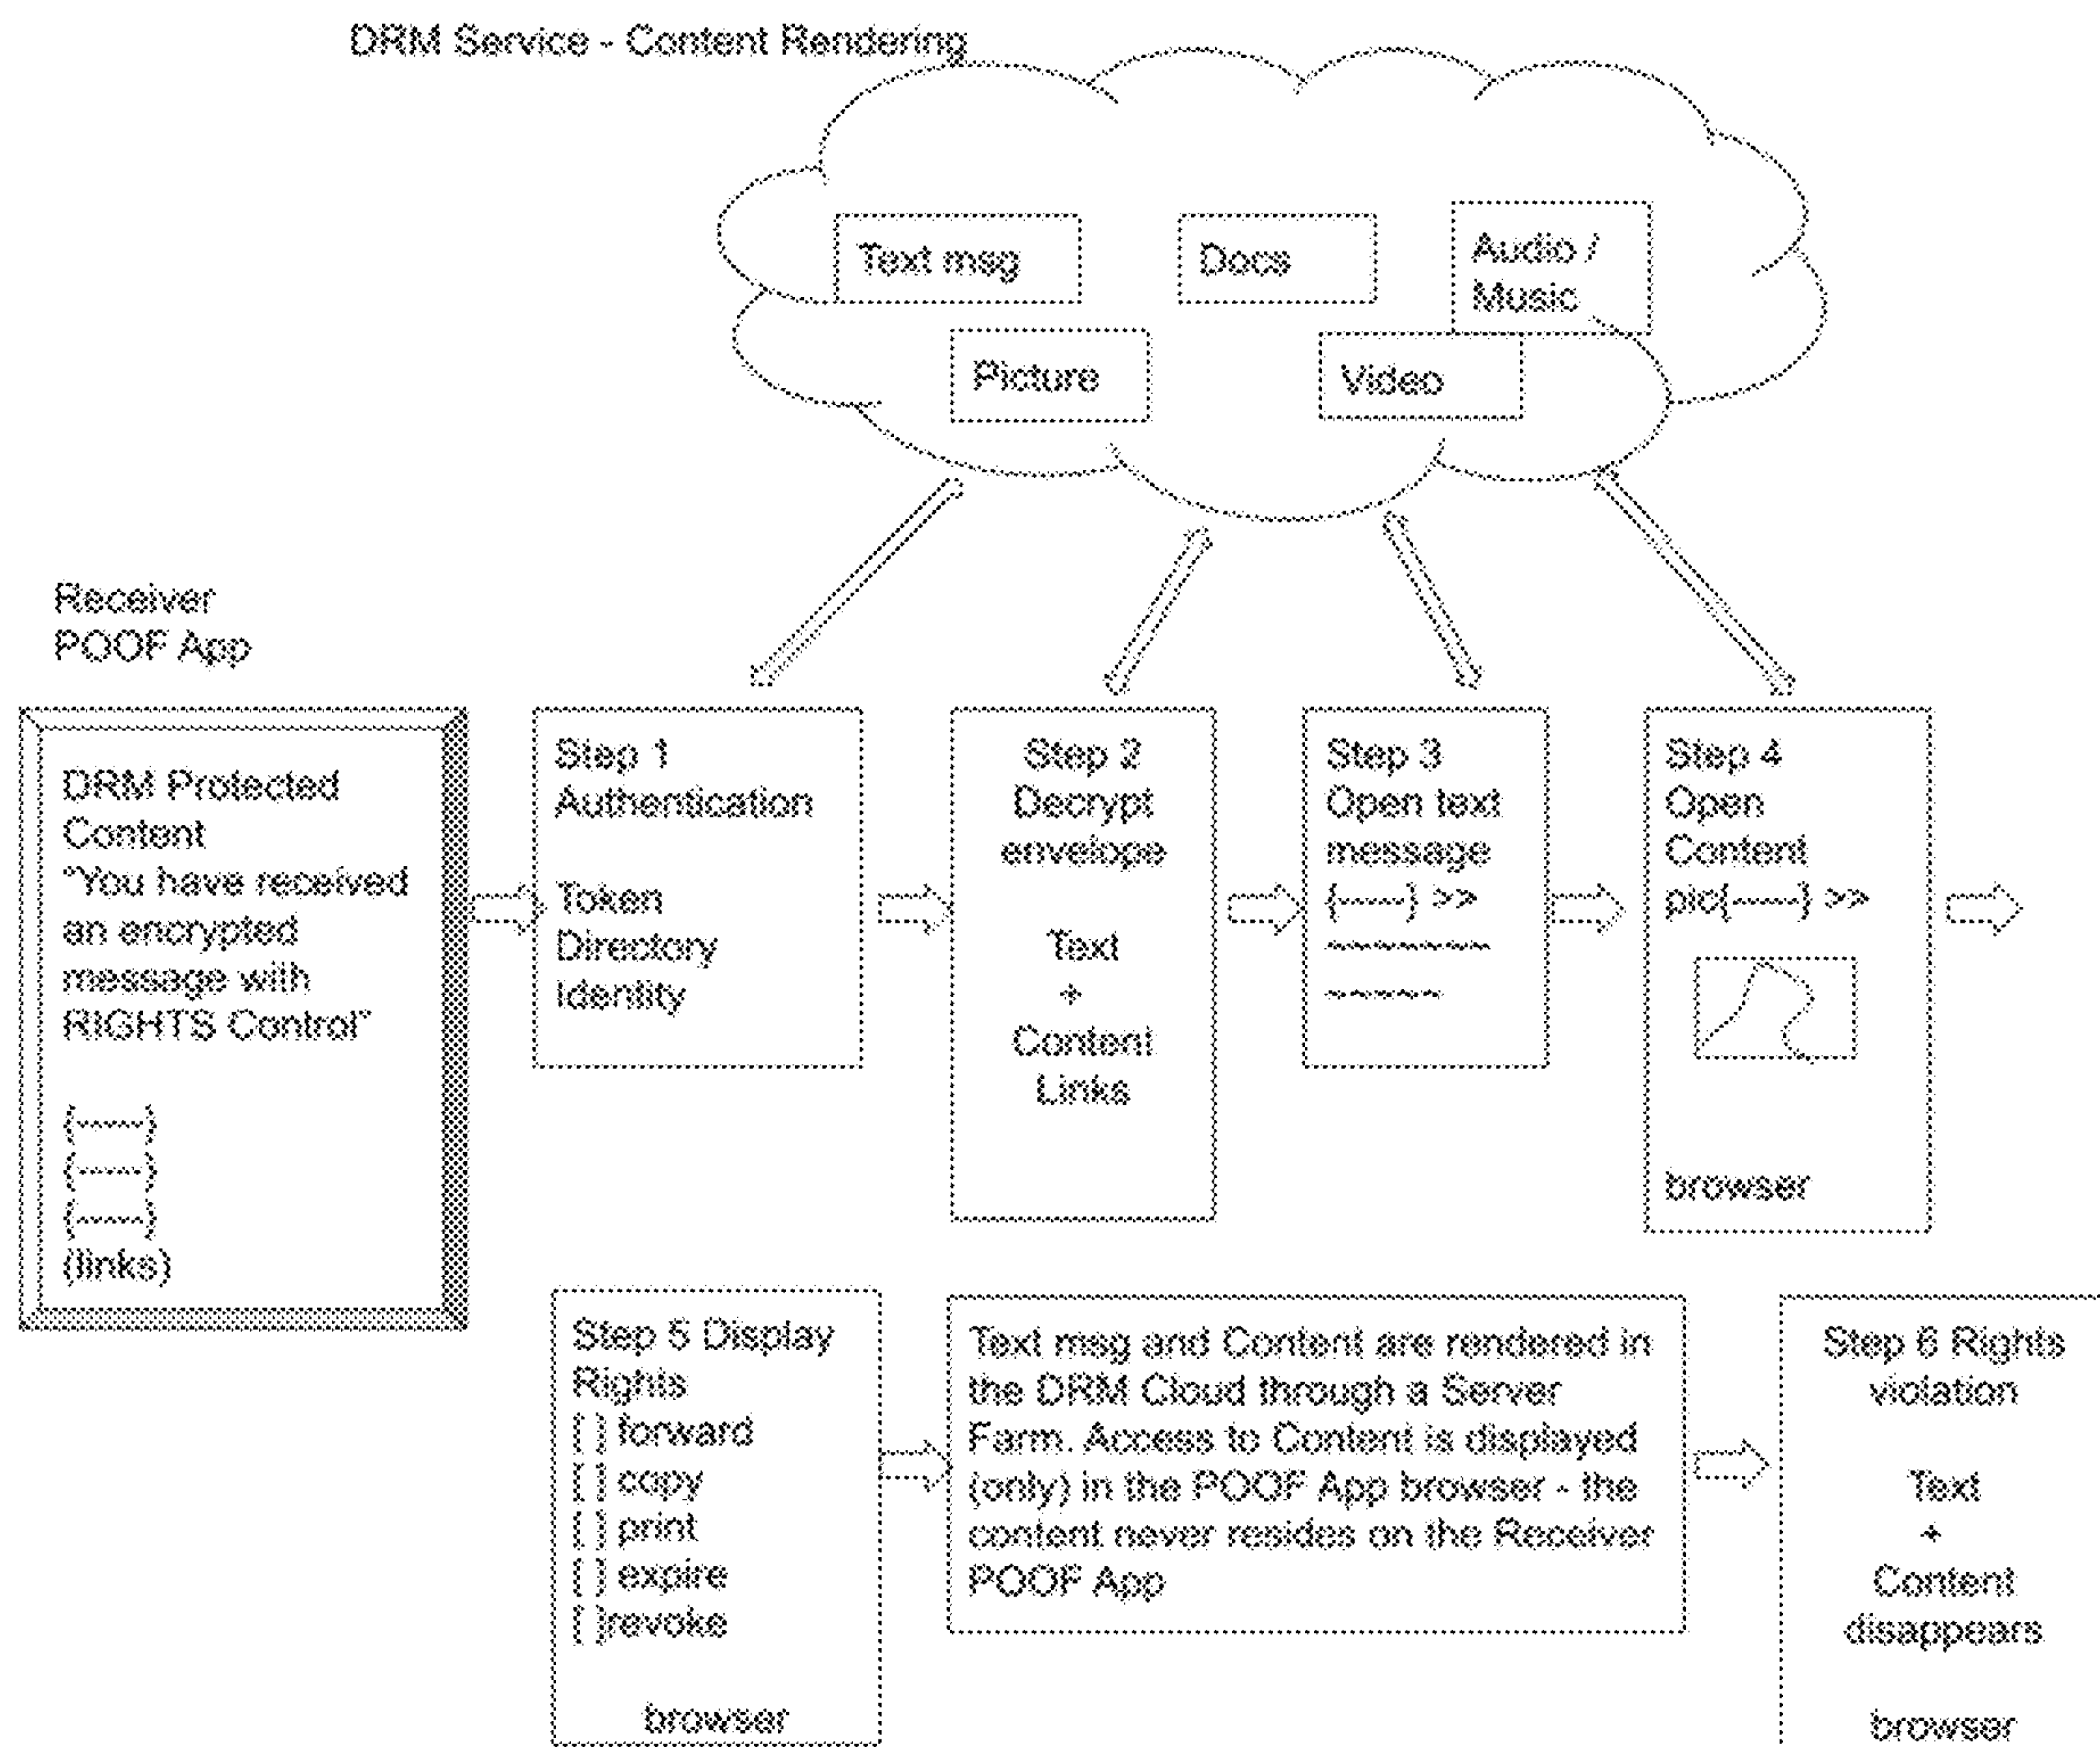 DRM Service - Content Rendering
Text msg
Docs
Audio /
Music
Picture
Video
Receiver
POOF App
DRM Protected
Content
"You have received
an encrypted
message with
RIGHTS Control"
{-----}
{-----}
{-----}
(links)
Step 1
Authentication
Token
Directory
Identity
Step 2
Decrypt
envelope
Text
+
Content
Links
Step 3
Open text
message
{-----} >>
~~~~~~~~~~
~~~~~~~
Step 4
Open
Content
pic{-----} >>
browser
Step 5 Display
Rights
[ ] forward
[ ] copy
[ ] print
[ ] expire
[ ]revoke
browser
Text msg and Content are rendered in
the DRM Cloud through a Server
Farm. Access to Content is displayed
(only) in the POOF App browser - the
content never resides on the Receiver
POOF App
Step 6 Rights
violation
Text
+
Content
disappears
browser